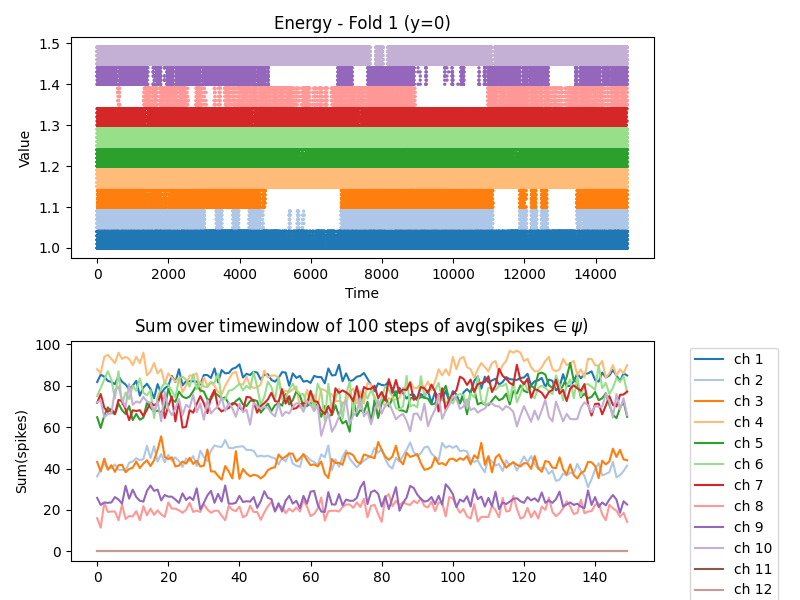 Energy - Fold 1 (y=0)
1.5
1.4
1.3
1.2
1.1
1.0
Value
0 2000 4000 6000 8000 10000 12000 14000
Time
Sum over timewindow of 100 steps of avg(spikes ∈ ψ)
100
80
60
40
20
0
Sum(spikes)
0 20 40 60 80 100 120 140
ch 1
ch 2
ch 3
ch 4
ch 5
ch 6
ch 7
ch 8
ch 9
ch 10
ch 11
ch 12